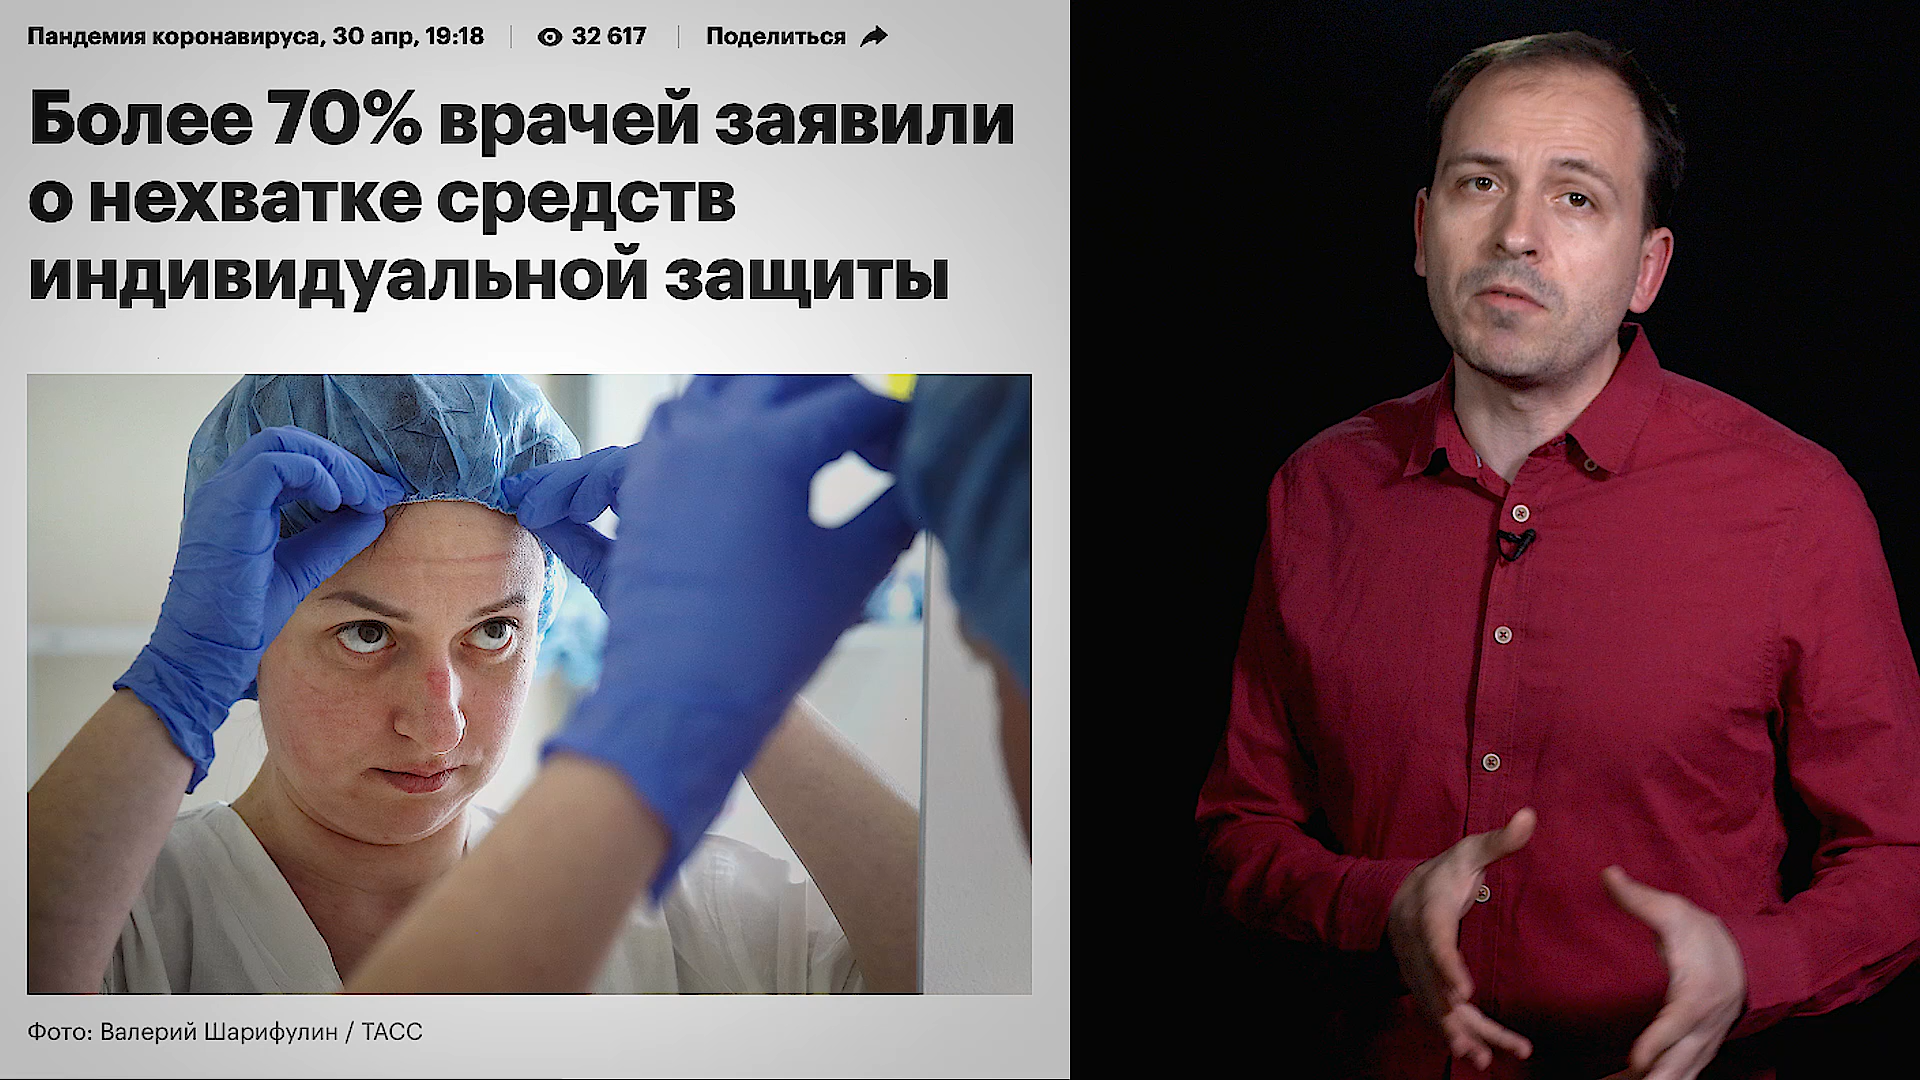 Пандемия коронавируса, 30 апр, 19:18 32 617 Поделиться
Более 70% врачей заявили
о нехватке средств
индивидуальной защиты
Фото: Валерий Шарифулин / ТАСС